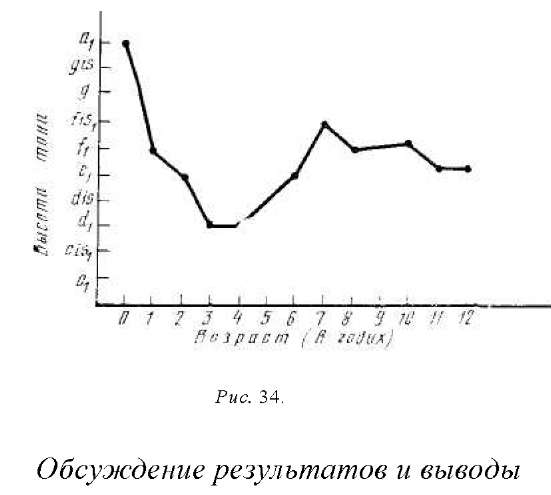 Высота тона
a₁
gis
g
fis₁
f₁
e₁
dis
d₁
cis₁
c₁
0 1 2 3 4 5 6 7 8 9 10 11 12
Возраст (в годах)
Рис. 34.
Обсуждение результатов и выводы